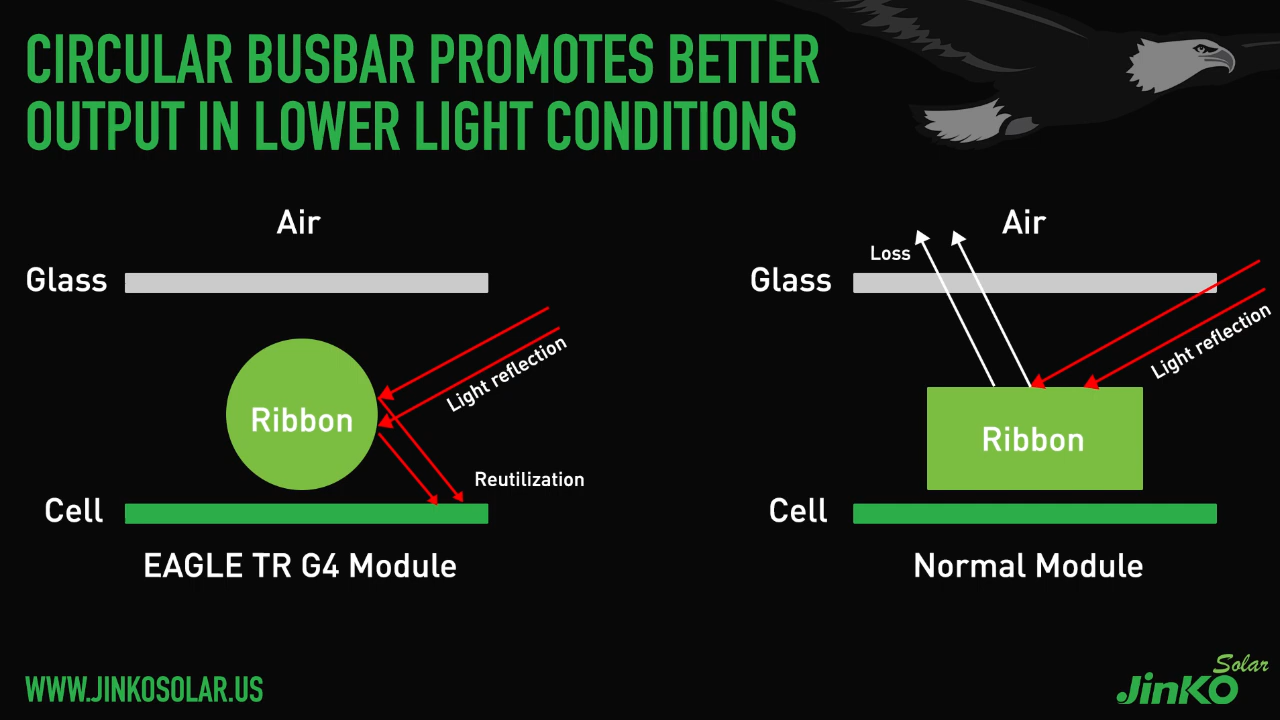 CIRCULAR BUSBAR PROMOTES BETTER
OUTPUT IN LOWER LIGHT CONDITIONS
Air
Glass
Ribbon
Light reflection
Reutilization
Cell
EAGLE TR G4 Module
Air
Loss
Glass
Light reflection
Ribbon
Cell
Normal Module
WWW.JINKOSOLAR.US
Solar
JinKO